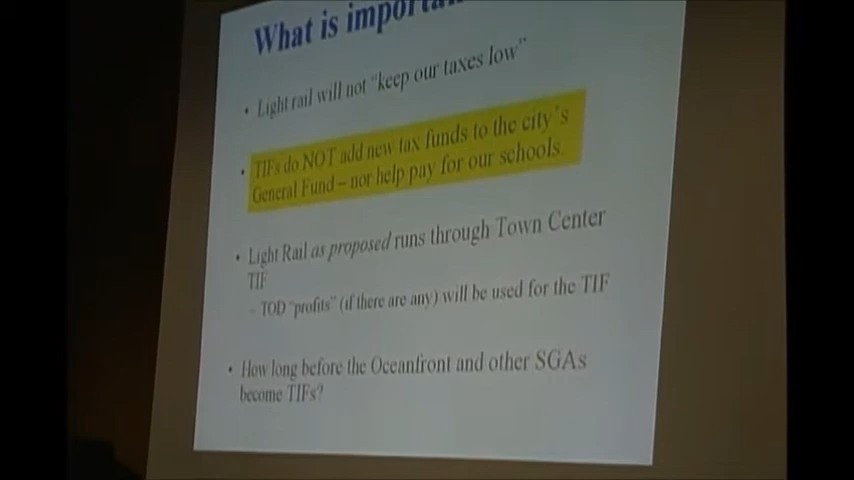 What is
• Light rail will not “keep our taxes low”
• TIFs do NOT add new tax funds to the city's
General Fund – nor help pay for our schools.
• Light Rail as proposed runs through Town Center
TIF
– TOD “profits” (if there are any) will be used for the TIF
• How long before the Oceanfront and other SGAs
become TIFs?